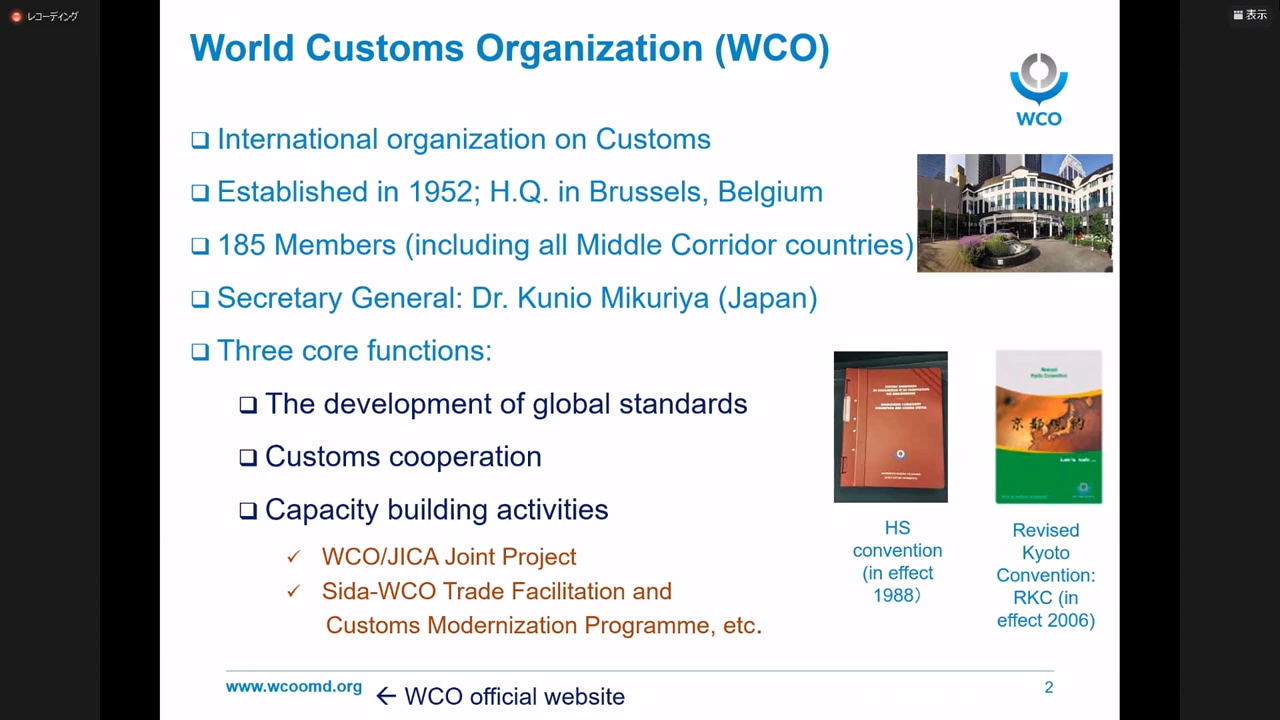 レコーディング
表示
World Customs Organization (WCO)
WCO
International organization on Customs
Established in 1952; H.Q. in Brussels, Belgium
185 Members (including all Middle Corridor countries)
Secretary General: Dr. Kunio Mikuriya (Japan)
Three core functions:
The development of global standards
Customs cooperation
Capacity building activities
✓ WCO/JICA Joint Project
✓ Sida-WCO Trade Facilitation and
Customs Modernization Programme, etc.
京都規約
HS
convention
(in effect
1988）
Revised
Kyoto
Convention:
RKC (in
effect 2006)
www.wcoomd.org
← WCO official website
2